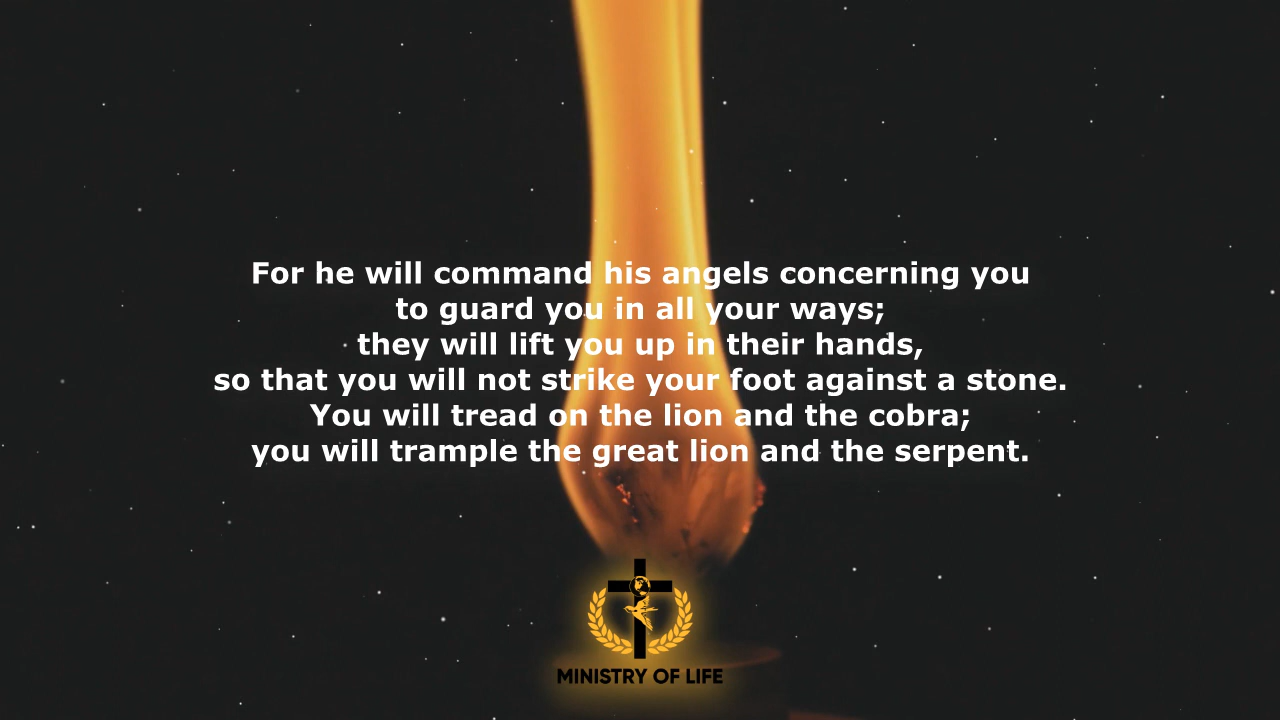 For he will command his angels concerning you
to guard you in all your ways;
they will lift you up in their hands,
so that you will not strike your foot against a stone.
You will tread on the lion and the cobra;
you will trample the great lion and the serpent.
MINISTRY OF LIFE